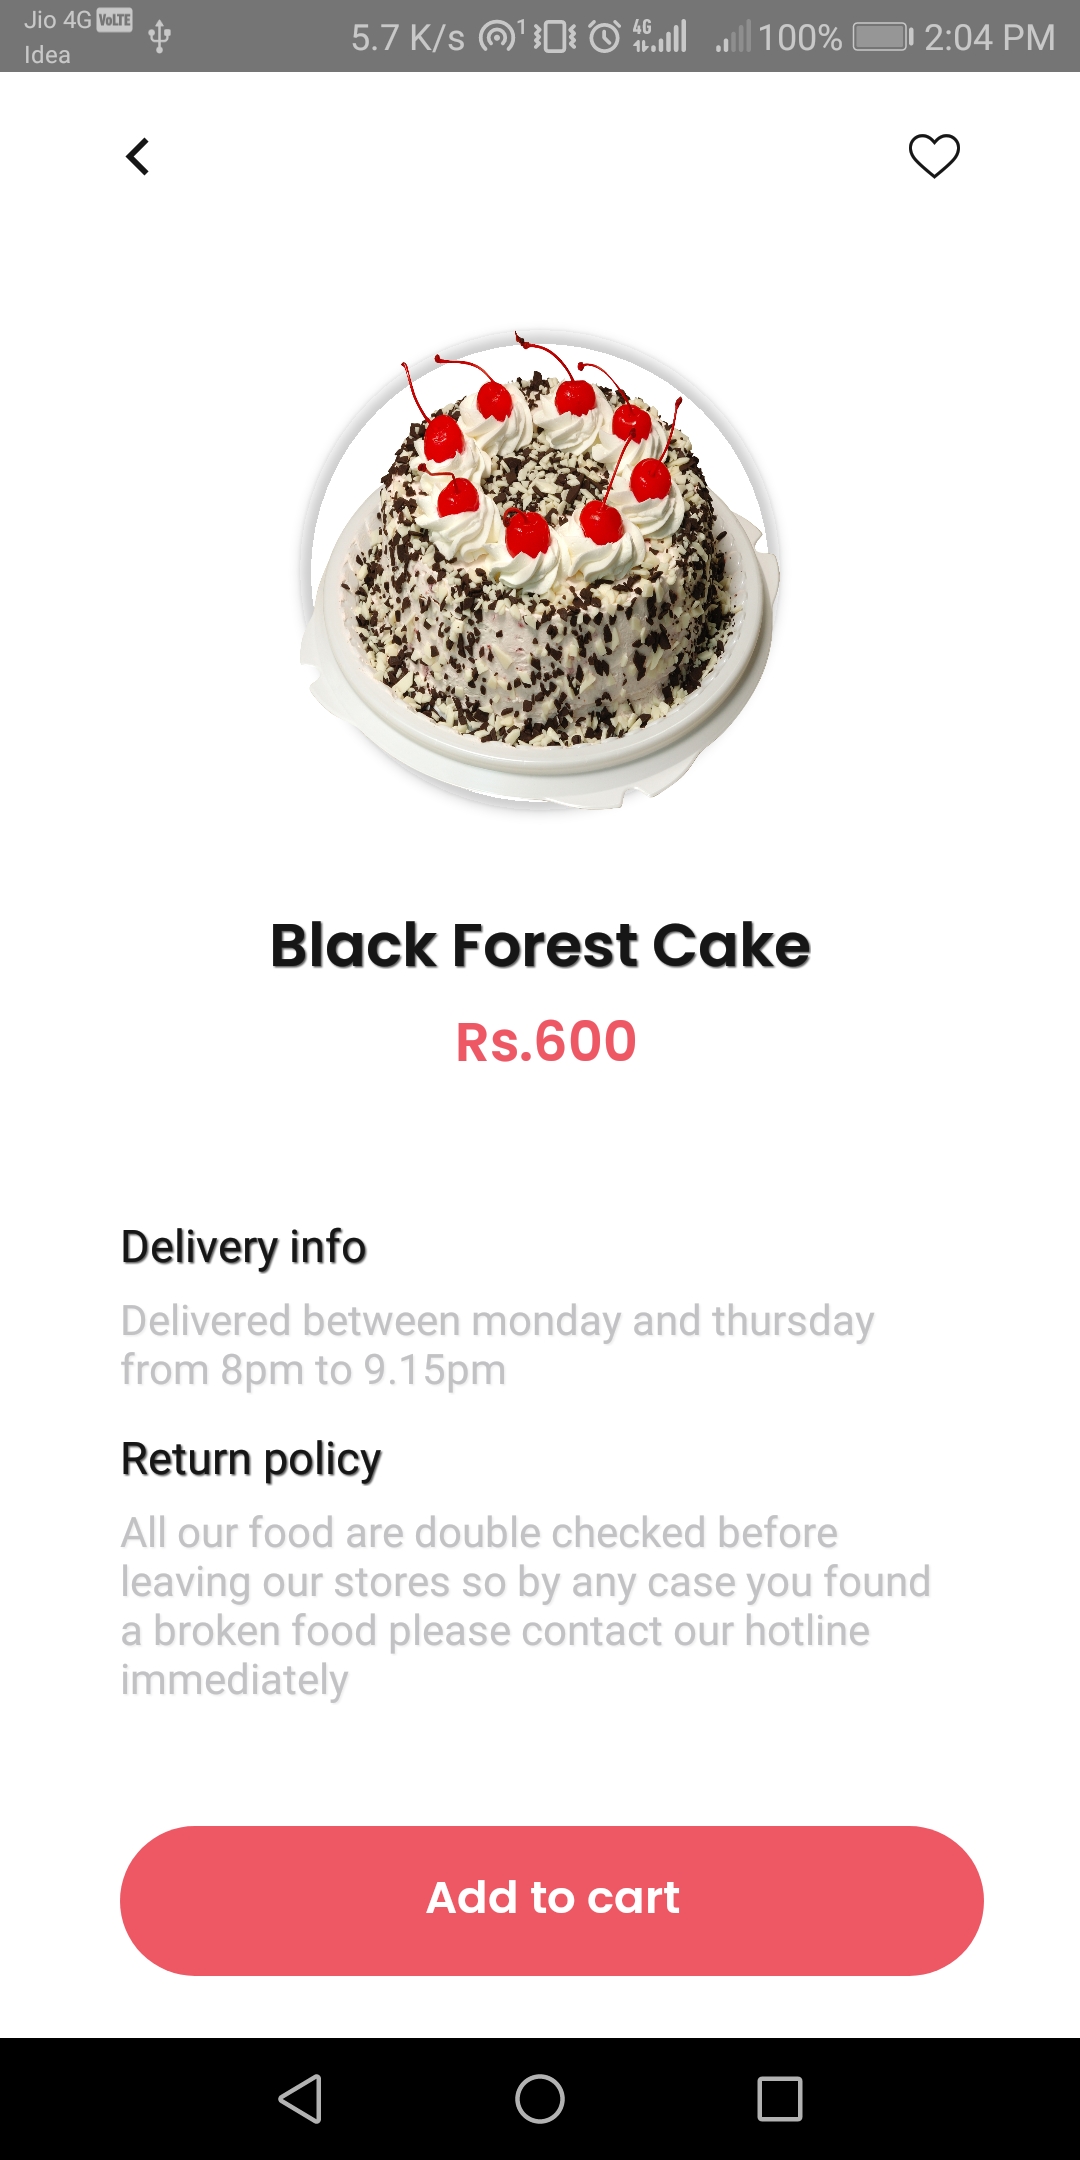 Jio 4G VoLTE
Idea
5.7 K/s 1 4G 100% 2:04 PM
Black Forest Cake
Rs.600
Delivery info
Delivered between monday and thursday
from 8pm to 9.15pm
Return policy
All our food are double checked before
leaving our stores so by any case you found
a broken food please contact our hotline
immediately
Add to cart